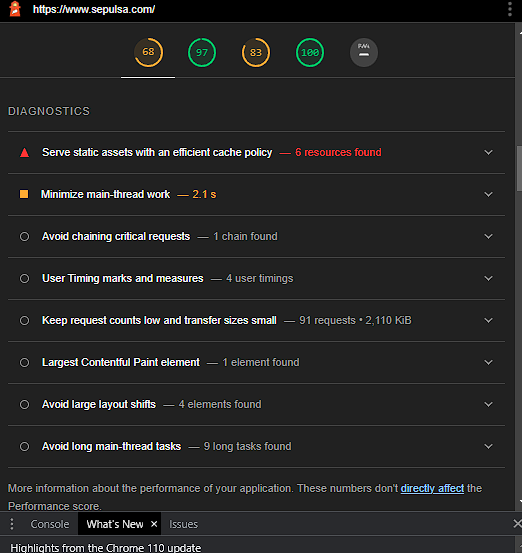 https://www.sepulsa.com/
68 97 83 100 PWA
DIAGNOSTICS
Serve static assets with an efficient cache policy — 6 resources found
Minimize main-thread work — 2.1 s
Avoid chaining critical requests — 1 chain found
User Timing marks and measures — 4 user timings
Keep request counts low and transfer sizes small — 91 requests • 2,110 KiB
Largest Contentful Paint element — 1 element found
Avoid large layout shifts — 4 elements found
Avoid long main-thread tasks — 9 long tasks found
More information about the performance of your application. These numbers don't directly affect the
Performance score.
Console What's New Issues
Highlights from the Chrome 110 update